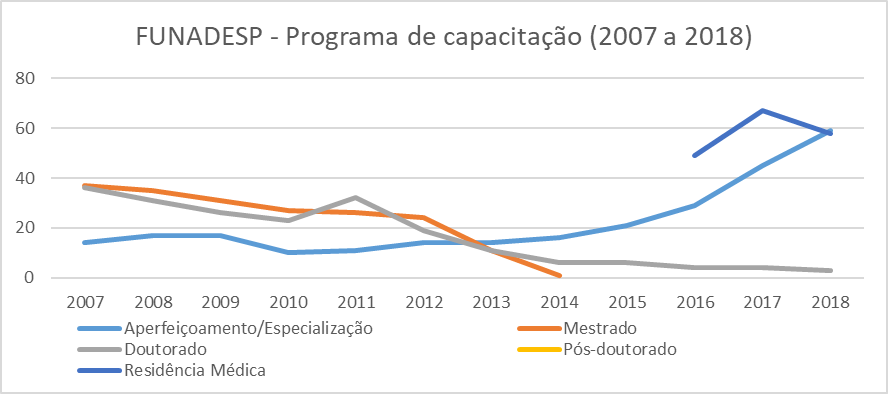 FUNADESP - Programa de capacitação (2007 a 2018)
80
60
40
20
0
2007 2008 2009 2010 2011 2012 2013 2014 2015 2016 2017 2018
Aperfeiçoamento/Especialização Mestrado
Doutorado Pós-doutorado
Residência Médica